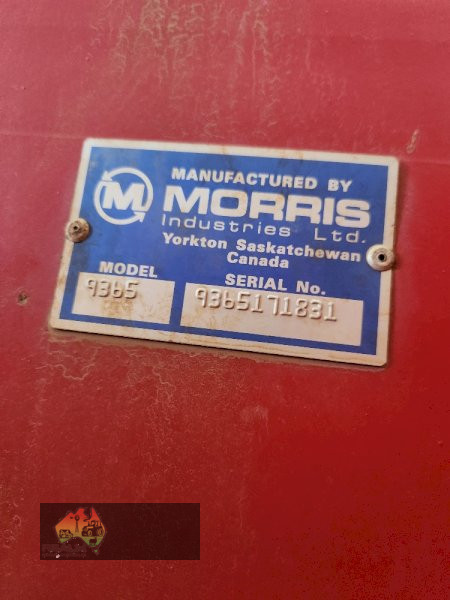 M
MANUFACTURED BY
MORRIS
Industries Ltd.
Yorkton Saskatchewan
Canada
MODEL
9365
SERIAL No.
9365171831